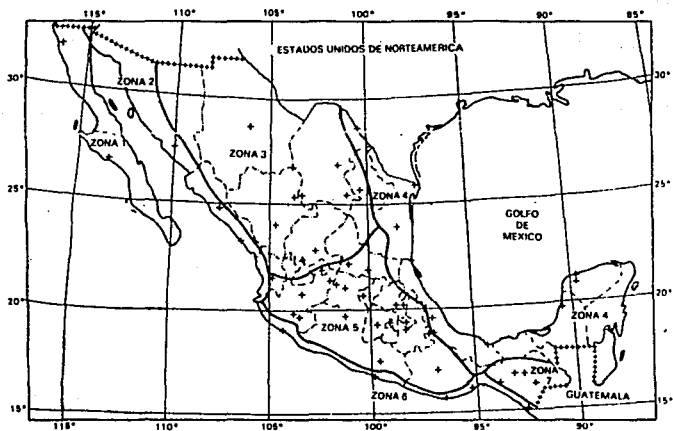 115° 110° 105° 100° 95° 90° 85°
ESTADOS UNIDOS DE NORTEAMERICA
30° 30°
ZONA 2
ZONA 1
ZONA 3
25° 25°
ZONA 4
GOLFO
DE
MEXICO
20° 20°
ZONA 4
ZONA 5
ZONA
7
GUATEMALA
ZONA 6
15° 15°
115° 110° 105° 100° 95° 90°